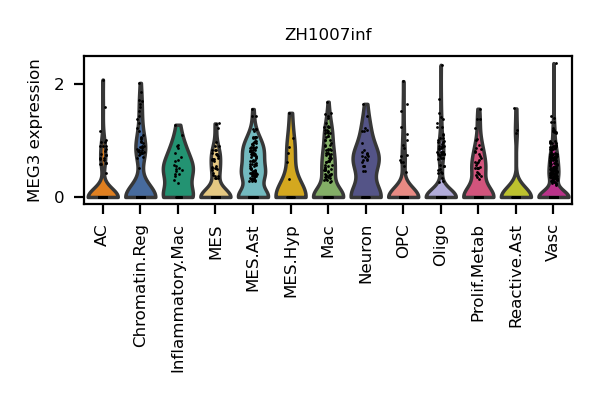 ZH1007inf
MEG3 expression
2
0
AC
Chromatin.Reg
Inflammatory.Mac
MES
MES.Ast
MES.Hyp
Mac
Neuron
OPC
Oligo
Prolif.Metab
Reactive.Ast
Vasc